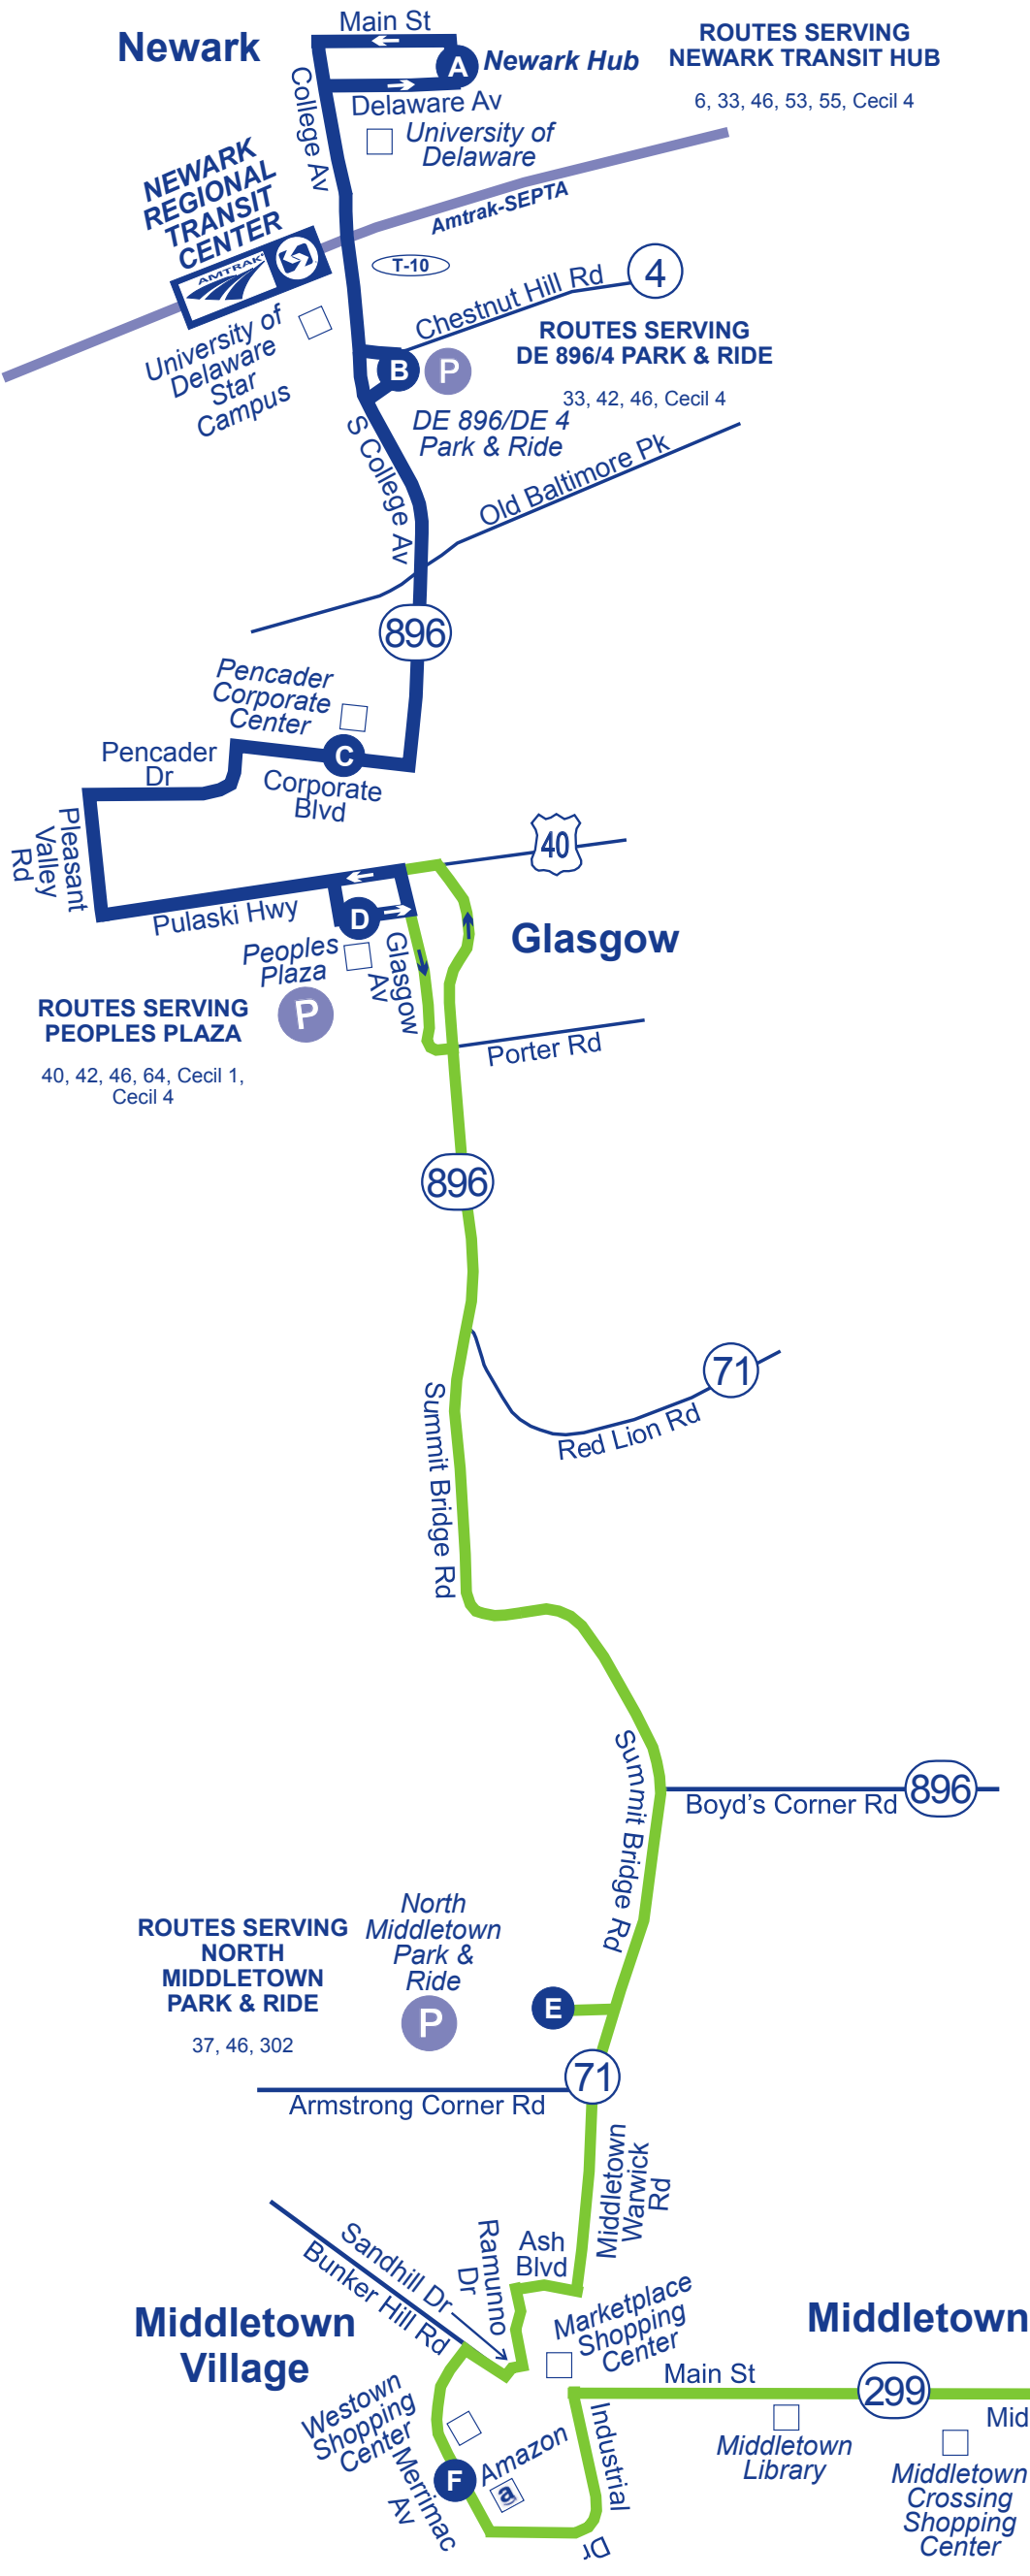 Main St
Newark
A
Newark Hub
ROUTES SERVING
NEWARK TRANSIT HUB
6, 33, 46, 53, 55, Cecil 4
College Av
Delaware Av
University of
Delaware
NEWARK
REGIONAL
TRANSIT
CENTER
AMTRAK
Amtrak-SEPTA
T-10
Chestnut Hill Rd
4
University of
Delaware
Star
Campus
ROUTES SERVING
DE 896/4 PARK & RIDE
33, 42, 46, Cecil 4
B
P
DE 896/DE 4
Park & Ride
S College Av
Old Baltimore Pk
896
Pencader
Corporate
Center
C
Pencader
Dr
Corporate
Blvd
Pleasant
Valley
Rd
40
Pulaski Hwy
D
Glasgow
Peoples
Plaza
P
Glasgow
Av
ROUTES SERVING
PEOPLES PLAZA
40, 42, 46, 64, Cecil 1,
Cecil 4
Porter Rd
896
71
Red Lion Rd
Summit Bridge Rd
Summit Bridge Rd
896
Boyd's Corner Rd
North
Middletown
Park &
Ride
P
ROUTES SERVING
NORTH
MIDDLETOWN
PARK & RIDE
37, 46, 302
E
71
Armstrong Corner Rd
Middletown
Warwick
Rd
Ash
Blvd
Ramunno
Dr
Sandhill Dr
Bunker Hill Rd
Marketplace
Shopping
Center
Middletown
Village
Middletown
Main St
299
Mid
Westown
Shopping
Center
F
Amazon
a
Merrimac
Av
Industrial
Dr
Middletown
Library
Middletown
Crossing
Shopping
Center